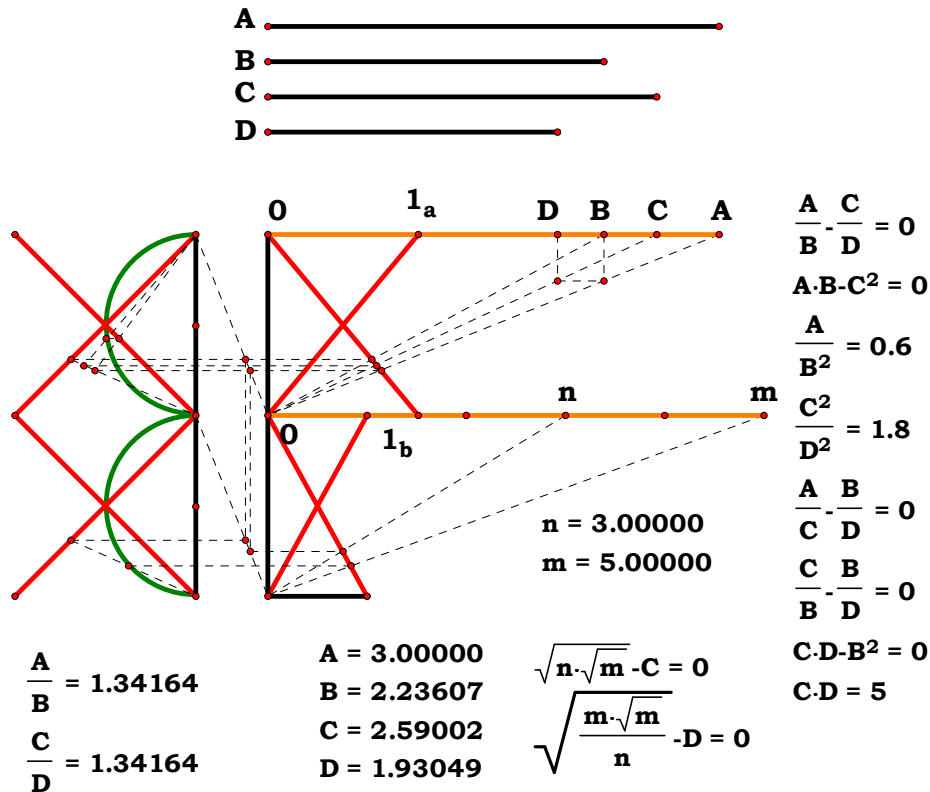 A
B
C
D
0 1ₐ D B C A
0 1_b n m
n = 3.00000
m = 5.00000
A/B - C/D = 0
A·B-C² = 0
A/B² = 0.6
C²/D² = 1.8
A/C - B/D = 0
C/B - B/D = 0
C·D-B² = 0
C·D = 5
A/B = 1.34164
C/D = 1.34164
A = 3.00000
B = 2.23607
C = 2.59002
D = 1.93049
√(n·√m) -C = 0
√(m·√m / n) -D = 0